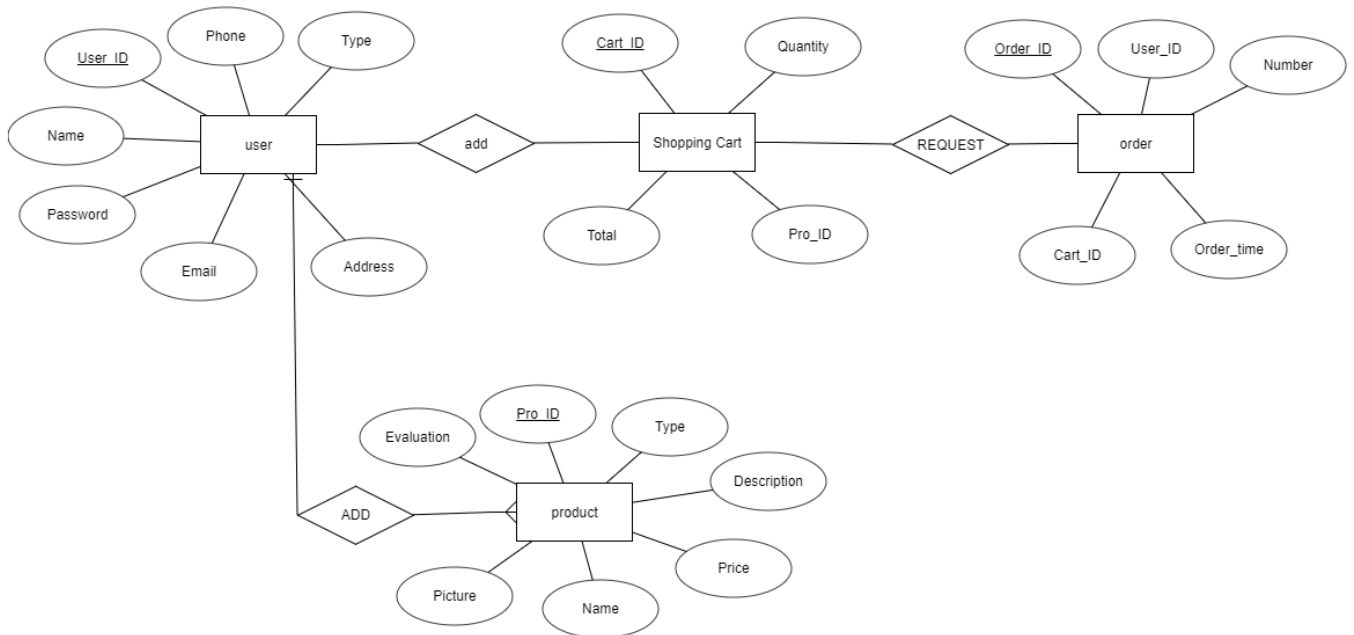 Phone
Type
User_ID
Name
user
Password
Email
Address
add
Cart_ID
Quantity
Shopping Cart
Total
Pro_ID
REQUEST
Order_ID
User_ID
Number
order
Cart_ID
Order_time
Pro_ID
Type
Evaluation
Description
ADD
product
Price
Picture
Name